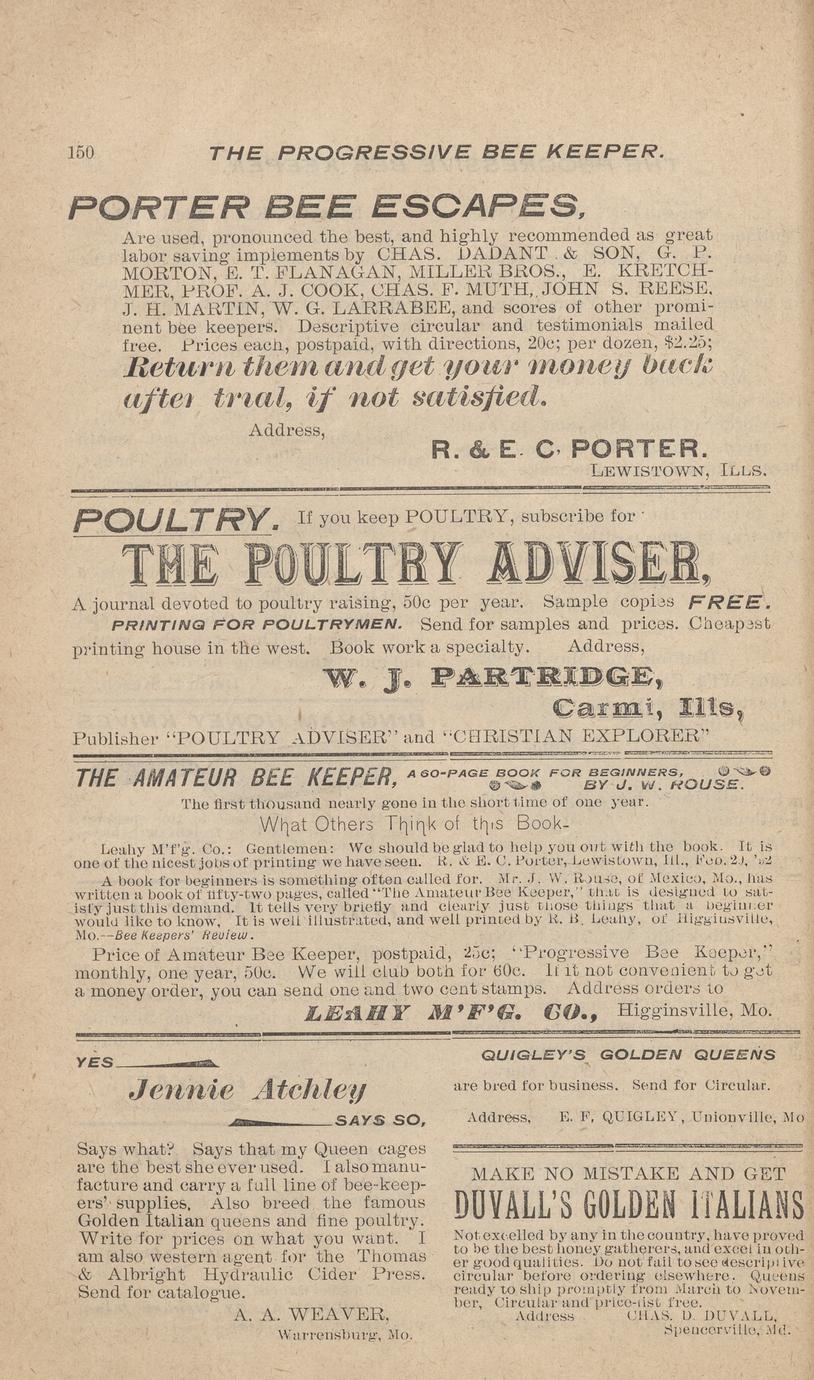 150 THE PROGRESSIVE BEE KEEPER.
PORTER BEE ESCAPES,
Are used, pronounced the best, and highly recommended as great
labor saving implements by CHAS. DADANT & SON, G. P.
MORTON, E. T. FLANAGAN, MILLER BROS., E. KRETCH-
MER, PROF. A. J. COOK, CHAS. F. MUTH, JOHN S. REESE,
J. H. MARTIN, W. G. LARRABEE, and scores of other promi-
nent bee keepers. Descriptive circular and testimonials mailed
free. Prices each, postpaid, with directions, 20c; per dozen, $2.25;
Return them and get your money back
after trial, if not satisfied.
Address,
R. & E. C. PORTER.
LEWISTOWN, ILLS.
POULTRY. If you keep POULTRY, subscribe for
THE POULTRY ADVISER,
A journal devoted to poultry raising, 50c per year. Sample copies FREE.
PRINTING FOR POULTRYMEN. Send for samples and prices. Cheapest
printing house in the west. Book work a specialty. Address,
W. J. PARTRIDGE,
Carmi, Ills,
Publisher "POULTRY ADVISER" and "CHRISTIAN EXPLORER"
THE AMATEUR BEE KEEPER, A 60-PAGE BOOK FOR BEGINNERS,
BY J. W. ROUSE.
The first thousand nearly gone in the short time of one year.
What Others Think of this Book-
Leahy M'f'g. Co.: Gentlemen: We should be glad to help you out with the book. It is
one of the nicest jobs of printing we have seen. R. & E. C. Porter, Lewistown, Ill., Feb. 29, '92
A book for beginners is something often called for. Mr. J. W. Rouse, of Mexico, Mo., has
written a book of fifty-two pages, called "The Amateur Bee Keeper," that is designed to sat-
isfy just this demand. It tells very briefly and clearly just those things that a beginner
would like to know, It is well illustrated, and well printed by R. B. Leahy, of Higginsville,
Mo.--Bee Keepers' Review.
Price of Amateur Bee Keeper, postpaid, 25c; "Progressive Bee Keeper,"
monthly, one year, 50c. We will club both for 60c. If it not convenient to get
a money order, you can send one and two cent stamps. Address orders to
LEAHY M'F'G. CO., Higginsville, Mo.
YES
Jennie Atchley
SAYS SO,
Says what? Says that my Queen cages
are the best she ever used. I also manu-
facture and carry a full line of bee-keep-
ers' supplies, Also breed the famous
Golden Italian queens and fine poultry.
Write for prices on what you want. I
am also western agent for the Thomas
& Albright Hydraulic Cider Press.
Send for catalogue.
A. A. WEAVER,
Warrensburg, Mo.
QUIGLEY'S GOLDEN QUEENS
are bred for business. Send for Circular.
Address, E. F, QUIGLEY, Unionville, Mo
MAKE NO MISTAKE AND GET
DUVALL'S GOLDEN ITALIANS
Not excelled by any in the country, have proved
to be the best honey gatherers, and excel in oth-
er good qualities. Do not fail to see descriptive
circular before ordering elsewhere. Queens
ready to ship promptly from March to Novem-
ber, Circular and price-list free.
Address CHAS. D. DUVALL,
Spencerville, Md.